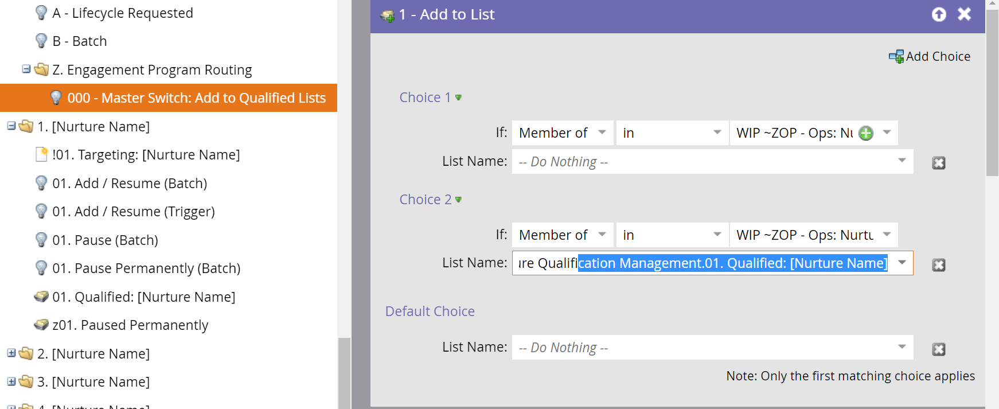 A - Lifecycle Requested
B - Batch
Z. Engagement Program Routing
000 - Master Switch: Add to Qualified Lists
1. [Nurture Name]
!01. Targeting: [Nurture Name]
01. Add / Resume (Batch)
01. Add / Resume (Trigger)
01. Pause (Batch)
01. Pause Permanently (Batch)
01. Qualified: [Nurture Name]
z01. Paused Permanently
2. [Nurture Name]
3. [Nurture Name]
4. [Nurture Name]
1 - Add to List
Add Choice
Choice 1
If: Member of in WIP ~ZOP - Ops: Nu
List Name: -- Do Nothing --
Choice 2
If: Member of in WIP ~ZOP - Ops: Nurtu
List Name: ure Qualification Management.01. Qualified: [Nurture Name]
Default Choice
List Name: -- Do Nothing --
Note: Only the first matching choice applies